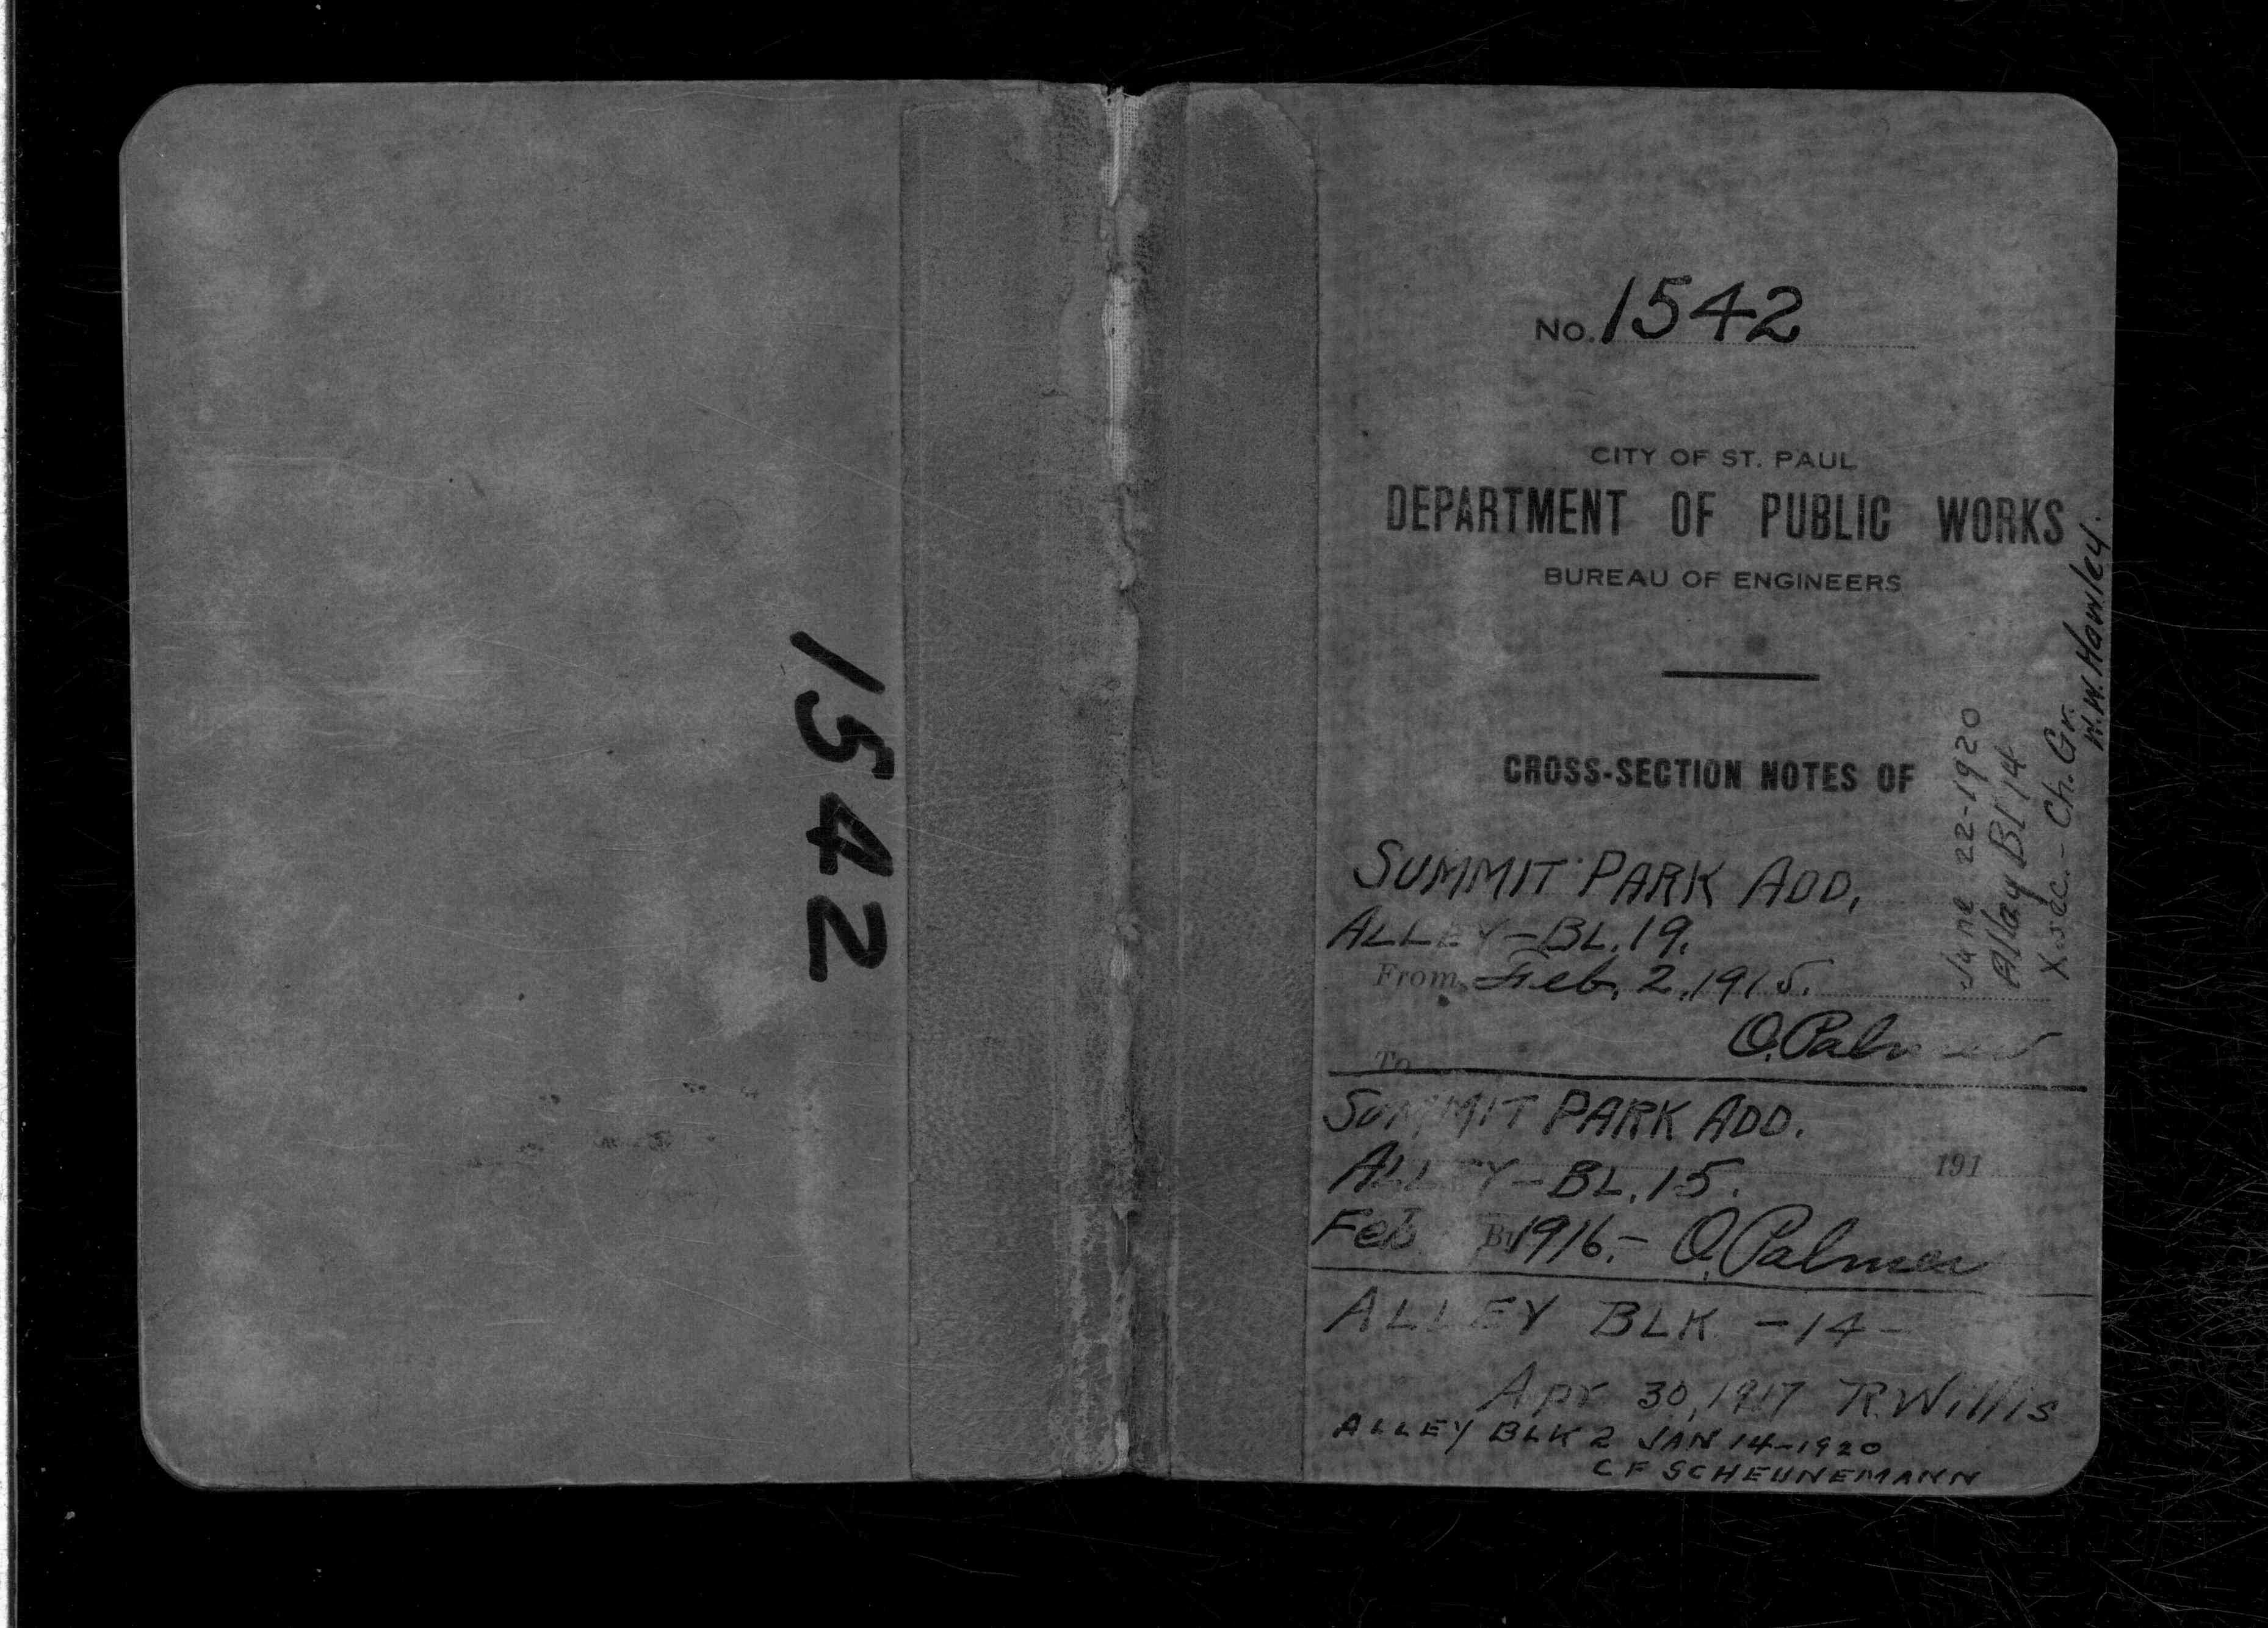 1542
No. 1542
CITY OF ST. PAUL
DEPARTMENT OF PUBLIC WORKS
BUREAU OF ENGINEERS
CROSS-SECTION NOTES OF
SUMMIT PARK ADD.
ALLEY-BL. 19.
From Feb. 2, 1915.
O. Palmer
To
SUMMIT PARK ADD.
191
ALLEY-BL. 15.
Feb By 1916.- O. Palmer
ALLEY BLK -14-
Apr 30, 1917 R. Willis
ALLEY BLK 2 JAN 14-1920
C F SCHEUNEMANN
June 22-1920
Alley Bl 14
X.sec.- Ch. Gr.
W.W. Hawley.